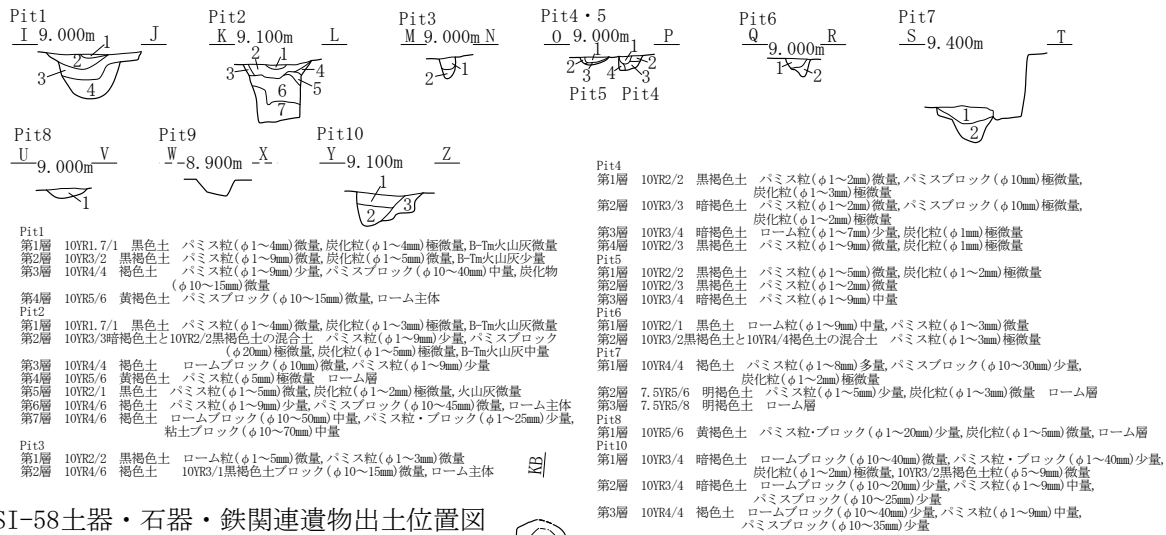 Pit1 Pit2 Pit3 Pit4・5 Pit6 Pit7
I 9.000m J K 9.100m L M 9.000m N O 9.000m P Q 9.000m R S 9.400m T
1 2 3 4
1 2 3 4 5 6 7
1 2
1 2 3 1 2 3 4
Pit5 Pit4
1 2
1 2
Pit8 Pit9 Pit10
U 9.000m V W 8.900m X Y 9.100m Z
1
1 2 3
Pit1
第1層 10YR1.7/1 黒色土 パミス粒(φ1～4㎜)微量,炭化粒(φ1～4㎜)極微量,B-Tm火山灰微量
第2層 10YR3/2 黒褐色土 パミス粒(φ1～9㎜)微量,炭化粒(φ1～5㎜)微量,B-Tm火山灰少量
第3層 10YR4/4 褐色土 パミス粒(φ1～9㎜)少量,パミスブロック(φ10～40㎜)中量,炭化物
(φ10～15㎜)微量
第4層 10YR5/6 黄褐色土 パミスブロック(φ10～15㎜)微量,ローム主体
Pit2
第1層 10YR1.7/1 黒色土 パミス粒(φ1～4㎜)微量,炭化粒(φ1～3㎜)極微量,B-Tm火山灰微量
第2層 10YR3/3暗褐色土と10YR2/2黒褐色土の混合土 パミス粒(φ1～9㎜)少量,パミスブロック
(φ20㎜)極微量,炭化粒(φ1～5㎜)極微量,B-Tm火山灰中量
第3層 10YR4/4 褐色土 ロームブロック(φ10㎜)微量,パミス粒(φ1～9㎜)少量
第4層 10YR5/6 黄褐色土 パミス粒(φ5㎜)極微量 ローム層
第5層 10YR2/1 黒色土 パミス粒(φ1～5㎜)微量,炭化粒(φ1～2㎜)極微量,火山灰微量
第6層 10YR4/6 褐色土 パミス粒(φ1～9㎜)少量,パミスブロック(φ10～45㎜)微量,ローム主体
第7層 10YR4/6 褐色土 ロームブロック(φ10～50㎜)中量,パミス粒・ブロック(φ1～25㎜)少量,
粘土ブロック(φ10～70㎜)中量
Pit3
第1層 10YR2/2 黒褐色土 ローム粒(φ1～5㎜)微量,パミス粒(φ1～3㎜)微量
第2層 10YR4/6 褐色土 10YR3/1黒褐色土ブロック(φ10～15㎜)微量,ローム主体
KB
SI-58土器・石器・鉄関連遺物出土位置図
Pit4
第1層 10YR2/2 黒褐色土 パミス粒(φ1～2㎜)微量,パミスブロック(φ10㎜)極微量,
炭化粒(φ1～3㎜)極微量
第2層 10YR3/3 暗褐色土 パミス粒(φ1～2㎜)微量,パミスブロック(φ10㎜)極微量,
炭化粒(φ1～2㎜)極微量
第3層 10YR3/4 暗褐色土 ローム粒(φ1～7㎜)少量,炭化粒(φ1㎜)極微量
第4層 10YR2/3 黒褐色土 パミス粒(φ1～9㎜)微量,炭化粒(φ1㎜)極微量
Pit5
第1層 10YR2/2 黒褐色土 パミス粒(φ1～5㎜)微量,炭化粒(φ1～2㎜)極微量
第2層 10YR2/3 黒褐色土 パミス粒(φ1～2㎜)微量
第3層 10YR3/4 暗褐色土 パミス粒(φ1～9㎜)中量
Pit6
第1層 10YR2/1 黒色土 ローム粒(φ1～9㎜)中量,パミス粒(φ1～3㎜)微量
第2層 10YR3/2黒褐色土と10YR4/4褐色土の混合土 パミス粒(φ1～3㎜)極微量
Pit7
第1層 10YR4/4 褐色土 パミス粒(φ1～8㎜)多量,パミスブロック(φ10～30㎜)少量,
炭化粒(φ1～2㎜)極微量
第2層 7.5YR5/6 明褐色土 パミス粒(φ1～5㎜)少量,炭化粒(φ1～3㎜)微量 ローム層
第3層 7.5YR5/8 明褐色土 ローム層
Pit8
第1層 10YR5/6 黄褐色土 パミス粒・ブロック(φ1～20㎜)少量,炭化粒(φ1～5㎜)微量,ローム層
Pit10
第1層 10YR3/4 暗褐色土 ロームブロック(φ10～40㎜)微量,パミス粒・ブロック(φ1～40㎜)少量,
炭化粒(φ1～2㎜)極微量,10YR3/2黒褐色土粒(φ5～9㎜)微量
第2層 10YR3/4 暗褐色土 ロームブロック(φ10～20㎜)少量,パミス粒(φ1～9㎜)中量,
パミスブロック(φ10～25㎜)少量
第3層 10YR4/4 褐色土 ロームブロック(φ10～40㎜)少量,パミス粒(φ1～9㎜)中量,
パミスブロック(φ10～35㎜)少量